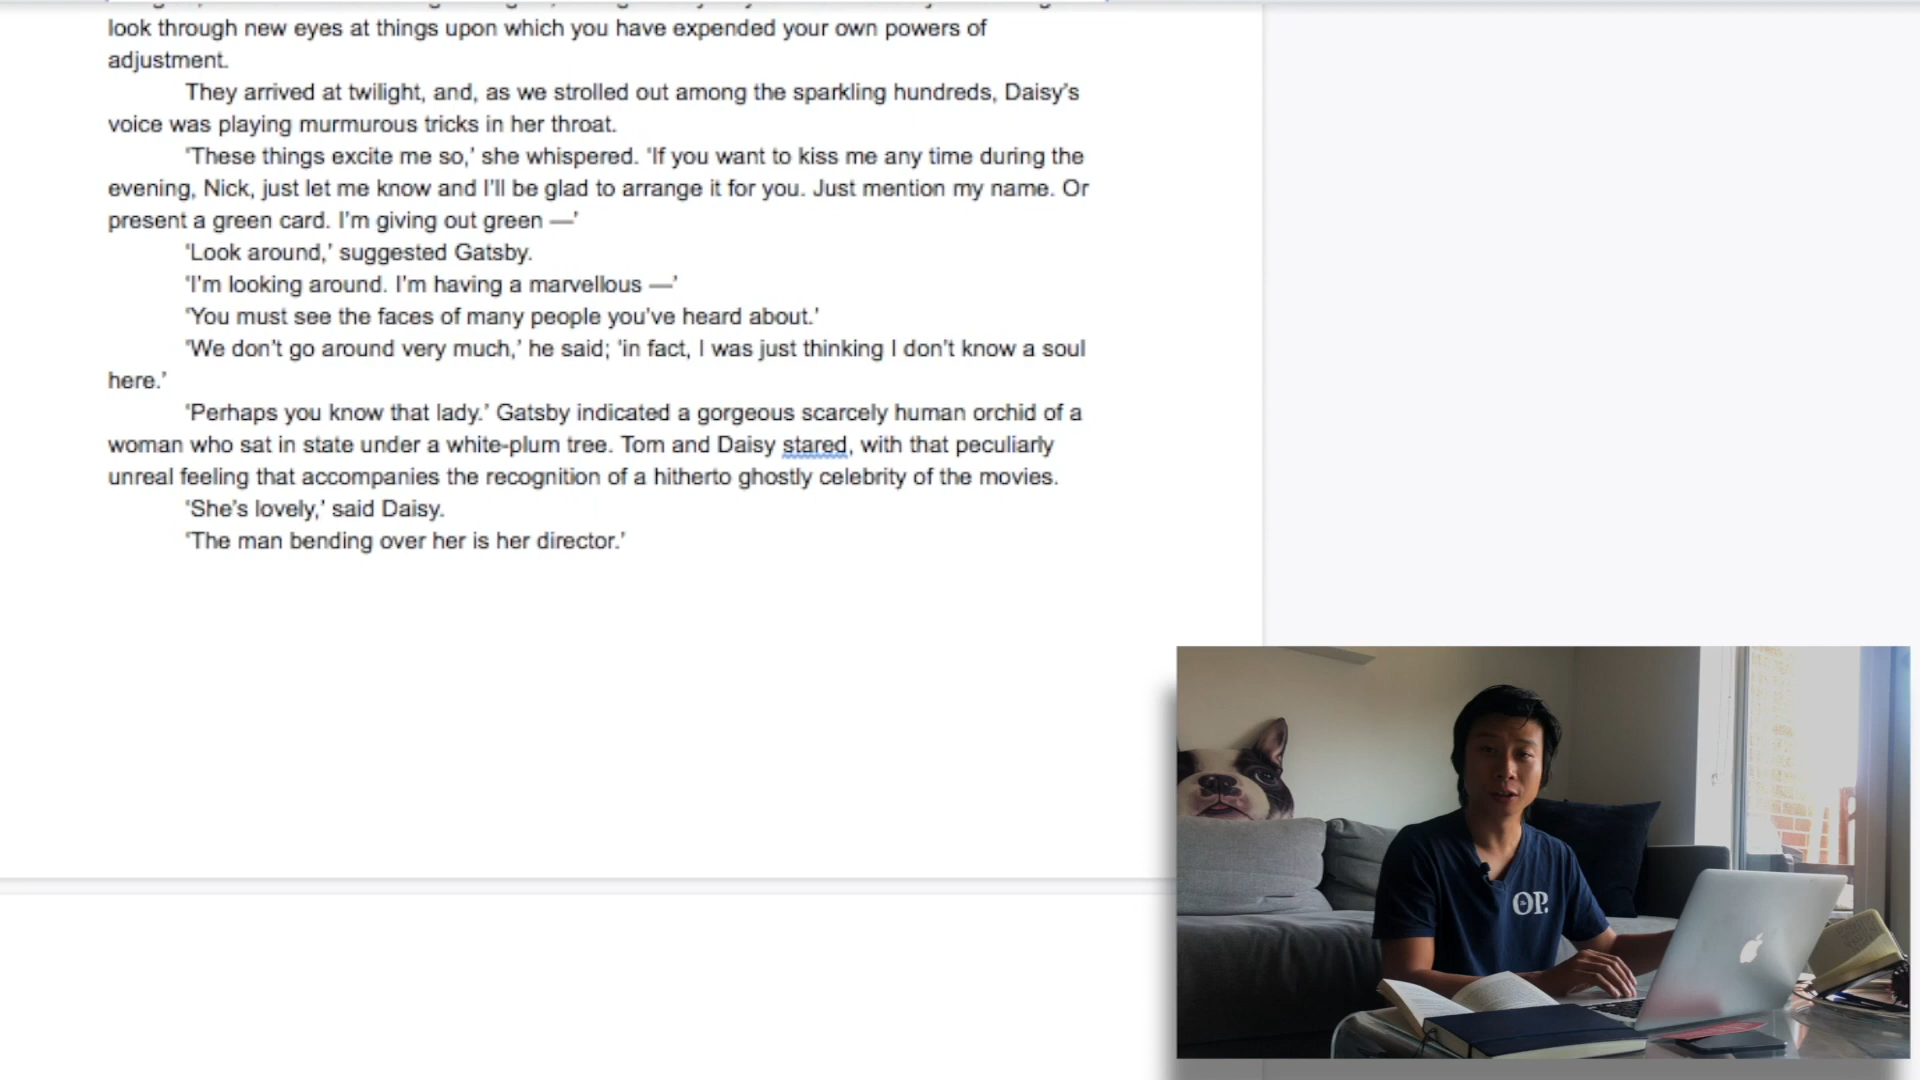 look through new eyes at things upon which you have expended your own powers of
adjustment.
They arrived at twilight, and, as we strolled out among the sparkling hundreds, Daisy’s
voice was playing murmurous tricks in her throat.
‘These things excite me so,’ she whispered. ‘If you want to kiss me any time during the
evening, Nick, just let me know and I’ll be glad to arrange it for you. Just mention my name. Or
present a green card. I’m giving out green —’
‘Look around,’ suggested Gatsby.
‘I’m looking around. I’m having a marvellous —’
‘You must see the faces of many people you’ve heard about.’
‘We don’t go around very much,’ he said; ‘in fact, I was just thinking I don’t know a soul
here.’
‘Perhaps you know that lady.’ Gatsby indicated a gorgeous scarcely human orchid of a
woman who sat in state under a white-plum tree. Tom and Daisy stared, with that peculiarly
unreal feeling that accompanies the recognition of a hitherto ghostly celebrity of the movies.
‘She’s lovely,’ said Daisy.
‘The man bending over her is her director.’
OP.